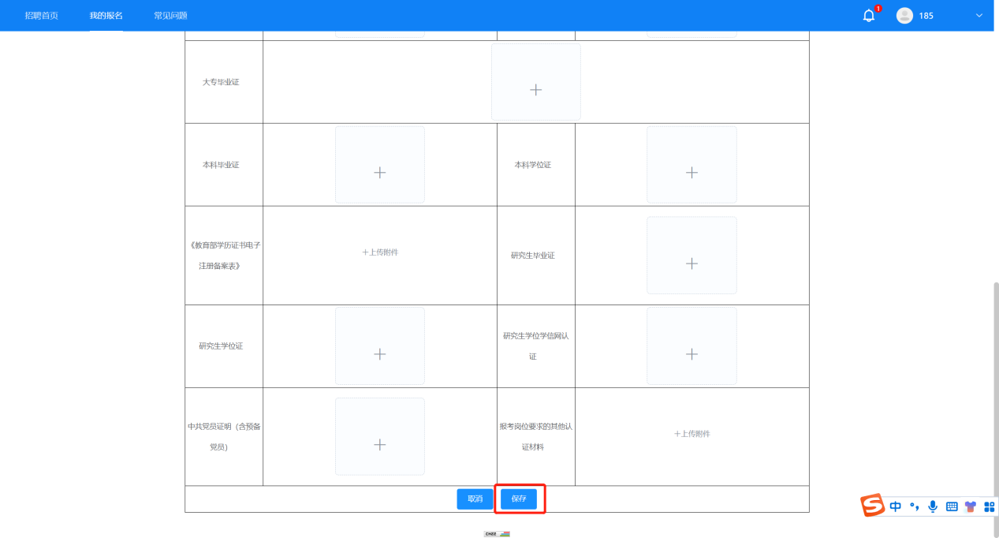 招聘首页
我的报名
常见问题
1
185
大专毕业证
本科毕业证
本科学位证
《教育部学历证书电子
注册备案表》
+上传附件
研究生毕业证
研究生学位证
研究生学位学信网认
证
中共党员证明（含预备
党员）
报考岗位要求的其他认
证材料
+上传附件
取消
保存
中
CNZZ